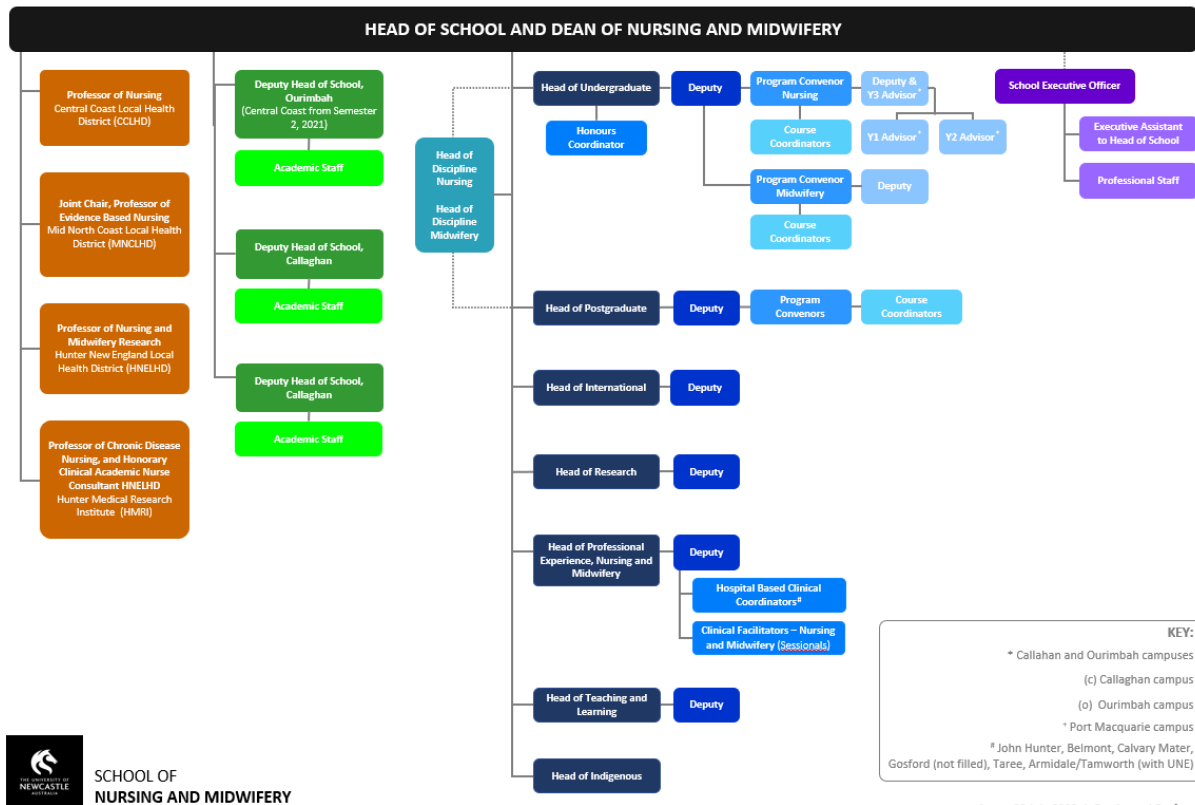 HEAD OF SCHOOL AND DEAN OF NURSING AND MIDWIFERY
Professor of Nursing
Central Coast Local Health
District (CCLHD)
Joint Chair, Professor of
Evidence Based Nursing
Mid North Coast Local Health
District (MNCLHD)
Professor of Nursing and
Midwifery Research
Hunter New England Local
Health District (HNELHD)
Professor of Chronic Disease
Nursing, and Honorary
Clinical Academic Nurse
Consultant HNELHD
Hunter Medical Research
Institute (HMRI)
Deputy Head of School,
Ourimbah
(Central Coast from Semester
2, 2021)
Academic Staff
Deputy Head of School,
Callaghan
Academic Staff
Deputy Head of School,
Callaghan
Academic Staff
Head of
Discipline
Nursing
Head of
Discipline
Midwifery
Head of Undergraduate
Deputy
Honours
Coordinator
Program Convenor
Nursing
Deputy &
Y3 Advisor⁺
Course
Coordinators
Y1 Advisor⁺
Y2 Advisor⁺
Program Convenor
Midwifery
Deputy
Course
Coordinators
Head of Postgraduate
Deputy
Program
Convenors
Course
Coordinators
Head of International
Deputy
Head of Research
Deputy
Head of Professional
Experience, Nursing and
Midwifery
Deputy
Hospital Based Clinical
Coordinators#
Clinical Facilitators – Nursing
and Midwifery (Sessionals)
Head of Teaching and
Learning
Deputy
Head of Indigenous
School Executive Officer
Executive Assistant
to Head of School
Professional Staff
KEY:
* Callahan and Ourimbah campuses
(c) Callaghan campus
(o) Ourimbah campus
⁺ Port Macquarie campus
# John Hunter, Belmont, Calvary Mater,
Gosford (not filled), Taree, Armidale/Tamworth (with UNE)
THE UNIVERSITY OF
NEWCASTLE
AUSTRALIA
SCHOOL OF
NURSING AND MIDWIFERY